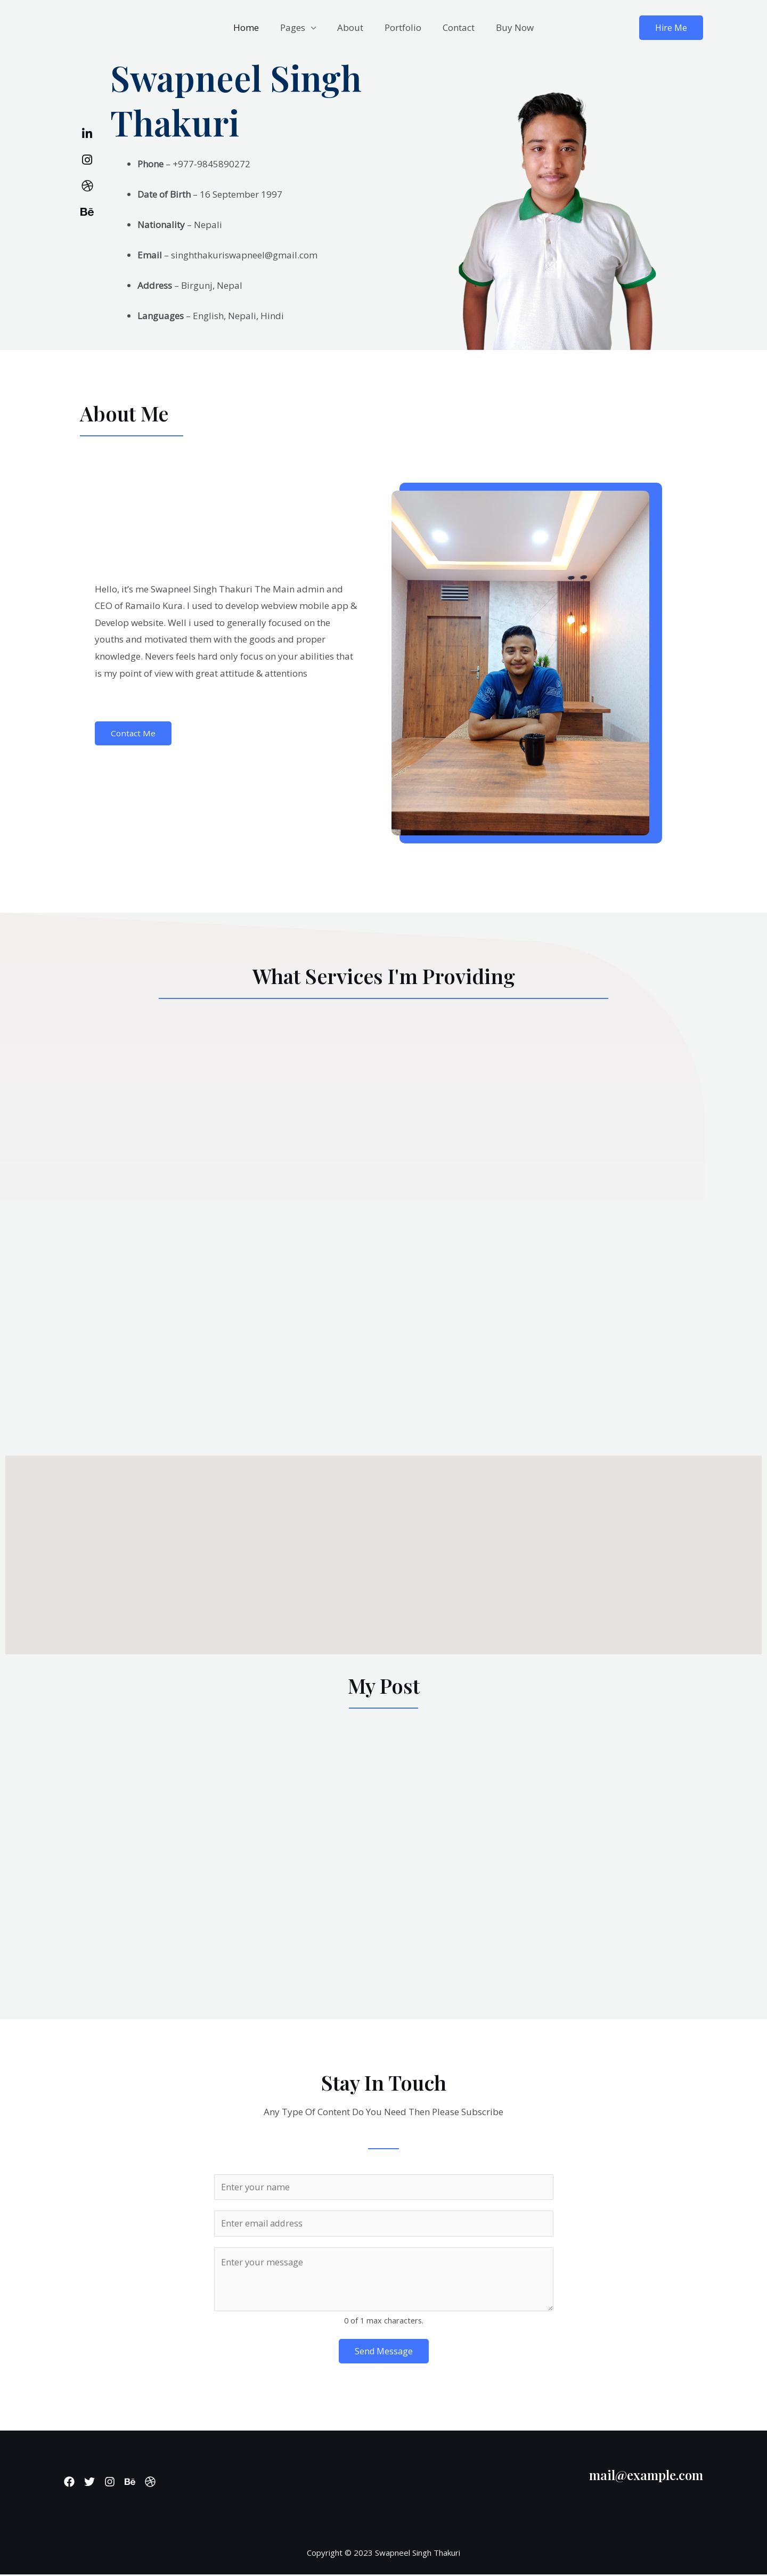 Home Pages About Portfolio Contact Buy Now Hire Me
Swapneel Singh
Thakuri
Phone – +977-9845890272
Date of Birth – 16 September 1997
Nationality – Nepali
Email – singhthakuriswapneel@gmail.com
Address – Birgunj, Nepal
Languages – English, Nepali, Hindi
About Me
Hello, it’s me Swapneel Singh Thakuri The Main admin and
CEO of Ramailo Kura. I used to develop webview mobile app &
Develop website. Well i used to generally focused on the
youths and motivated them with the goods and proper
knowledge. Nevers feels hard only focus on your abilities that
is my point of view with great attitude & attentions
Contact Me
What Services I'm Providing
My Post
Stay In Touch
Any Type Of Content Do You Need Then Please Subscribe
Enter your name
Enter email address
Enter your message
0 of 1 max characters.
Send Message
mail@example.com
Copyright © 2023 Swapneel Singh Thakuri